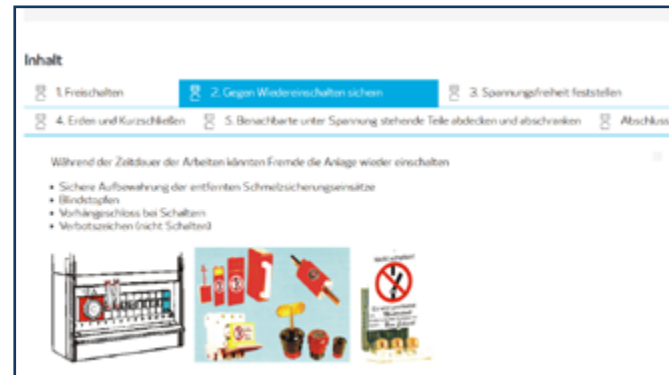 Inhalt
1. Freischalten 2. Gegen Wiedereinschalten sichern 3. Spannungsfreiheit feststellen
4. Erden und Kurzschließen 5. Benachbarte unter Spannung stehende Teile abdecken und abschranken Abschluss
Während der Zeitdauer der Arbeiten könnten Fremde die Anlage wieder einschalten
• Sichere Aufbewahrung der entfernten Schmelzsicherungseinsätze
• Blindstopfen
• Vorhängeschloss bei Schaltern
• Verbotszeichen (nicht Schalten)
Nicht schalten!